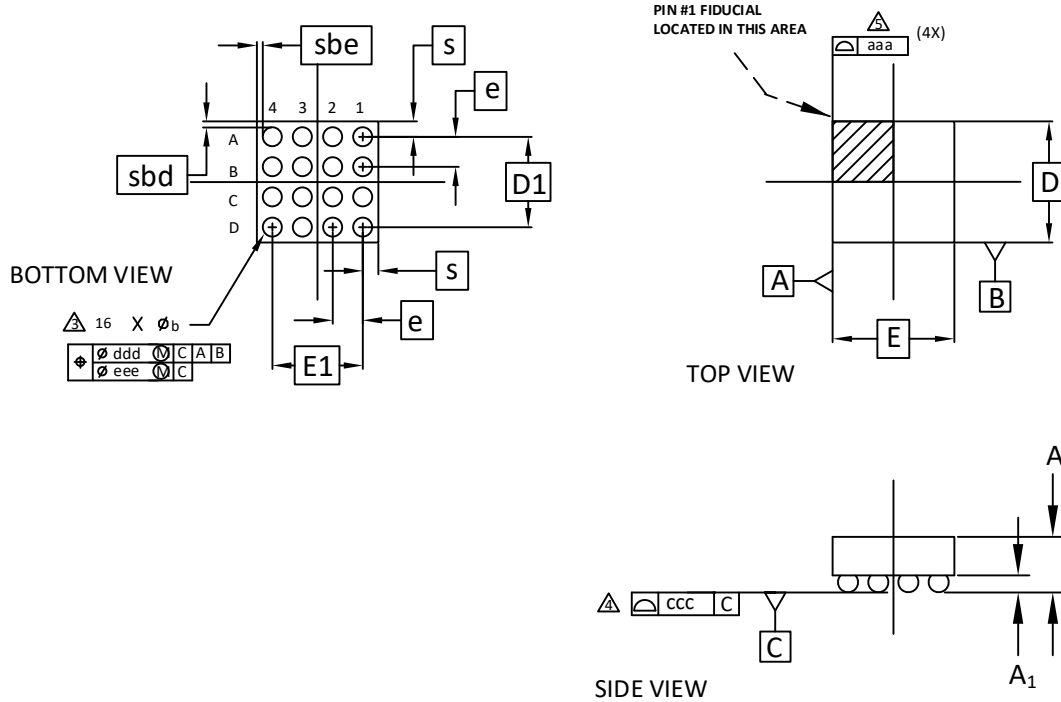 sbe
s
e
4 3 2 1
A
B
C
D
sbd
D1
BOTTOM VIEW
s
e
3 16 X Øb
⌖ Ø ddd Ⓜ C A B
Ø eee Ⓜ C
E1
PIN #1 FIDUCIAL
LOCATED IN THIS AREA
5
⌓ aaa (4X)
D
A
B
E
TOP VIEW
A
4 ⌓ ccc C
C
A1
SIDE VIEW